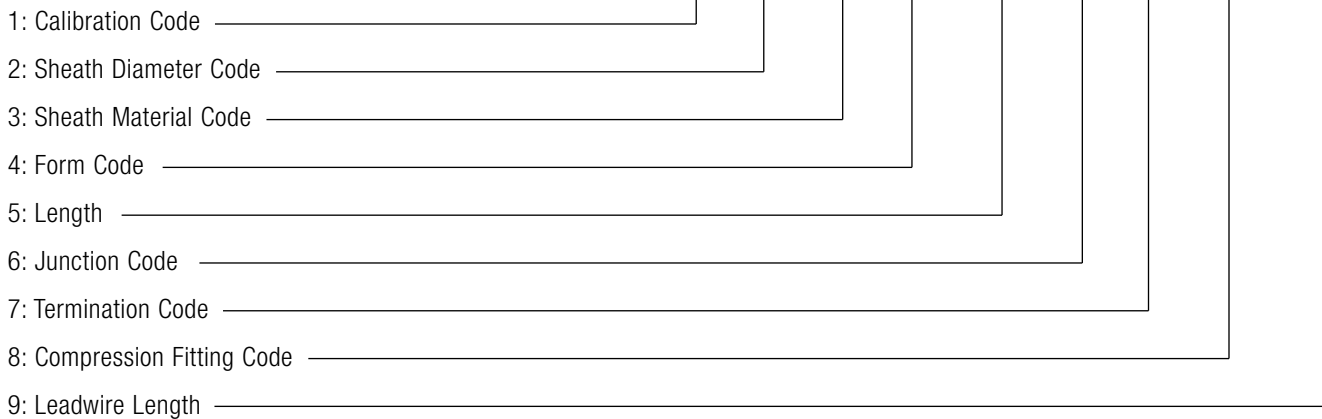 1: Calibration Code
2: Sheath Diameter Code
3: Sheath Material Code
4: Form Code
5: Length
6: Junction Code
7: Termination Code
8: Compression Fitting Code
9: Leadwire Length